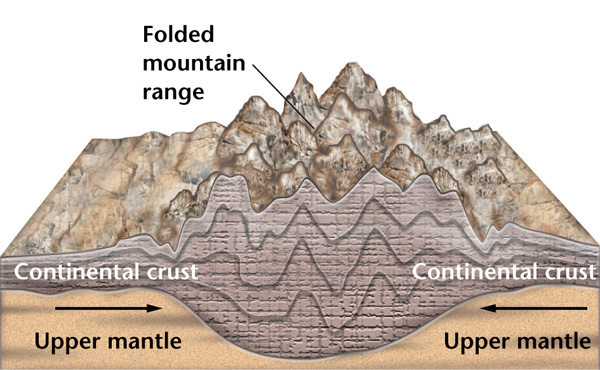 Folded
mountain
range
Continental crust
Continental crust
Upper mantle
Upper mantle